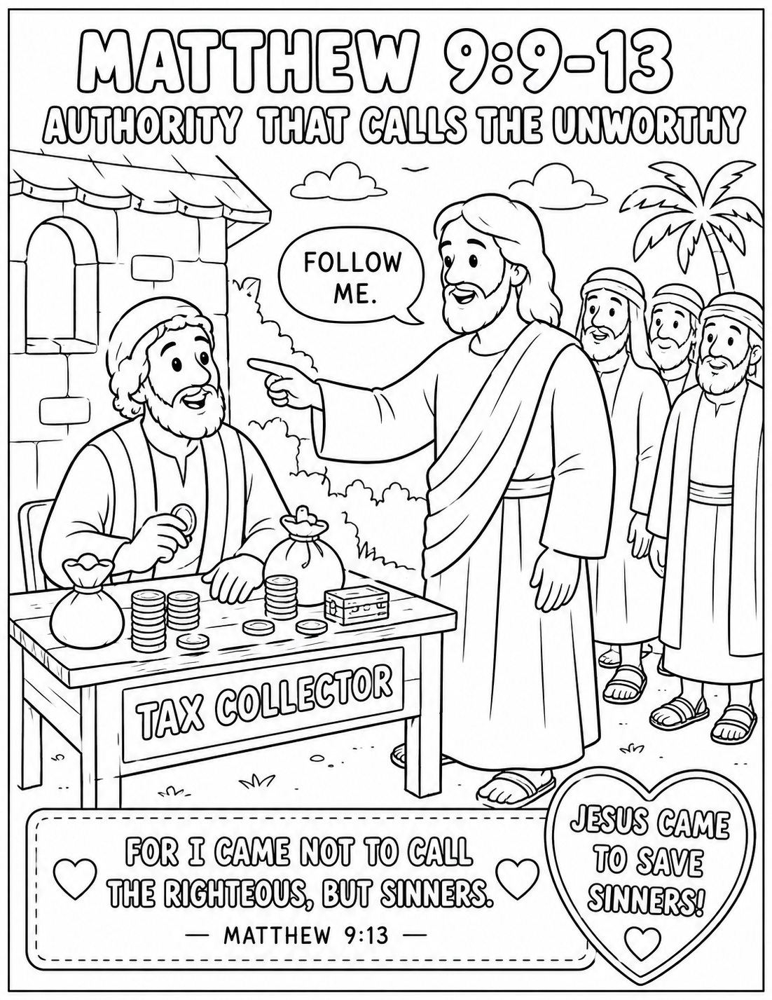 MATTHEW 9:9-13
AUTHORITY THAT CALLS THE UNWORTHY
FOLLOW
ME.
TAX COLLECTOR
FOR I CAME NOT TO CALL
THE RIGHTEOUS, BUT SINNERS.
— MATTHEW 9:13 —
JESUS CAME
TO SAVE
SINNERS!